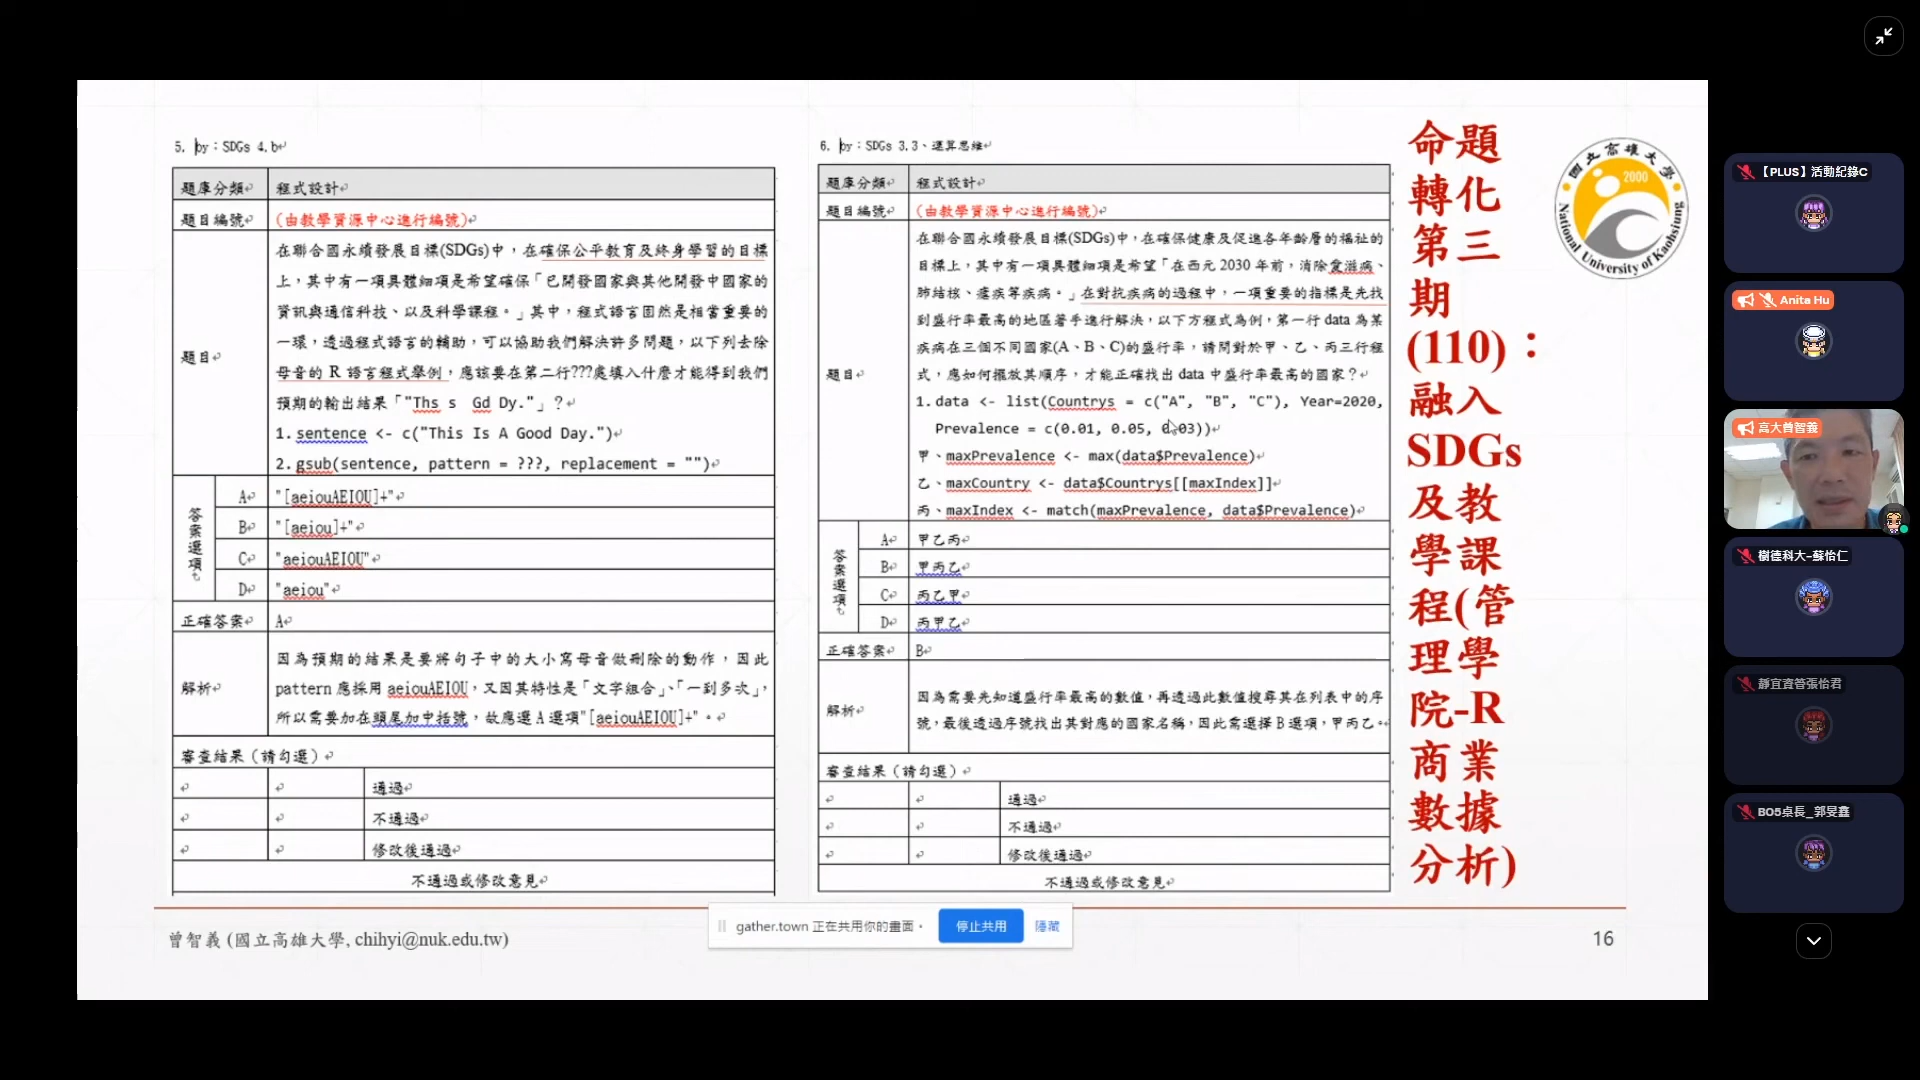 5. by：SDGs 4.b
題庫分類 程式設計
題目編號 (由教學資源中心進行編號)
題目
在聯合國永續發展目標(SDGs)中，在確保公平教育及終身學習的目標
上，其中有一項具體細項是希望確保「已開發國家與其他開發中國家的
資訊與通信科技、以及科學課程。」其中，程式語言固然是相當重要的
一環，透過程式語言的輔助，可以協助我們解決許多問題，以下列去除
母音的 R 語言程式舉例，應該要在第二行???處填入什麼才能得到我們
預期的輸出結果「"Ths s  Gd Dy."」？
1. sentence <- c("This Is A Good Day.")
2. gsub(sentence, pattern = ???, replacement = "")
答案選項
A "[aeiouAEIOU]+"
B "[aeiou]+"
C "aeiouAEIOU"
D "aeiou"
正確答案 A
解析
因為預期的結果是要將句子中的大小寫母音做刪除的動作，因此
pattern 應採用 aeiouAEIOU，又因其特性是「文字組合」、「一到多次」，
所以需要加在頭尾加中括號，故應選 A 選項"[aeiouAEIOU]+"。
審查結果（請勾選）
通過
不通過
修改後通過
不通過或修改意見
6. by：SDGs 3.3、運算思維
題庫分類 程式設計
題目編號 (由教學資源中心進行編號)
題目
在聯合國永續發展目標(SDGs)中，在確保健康及促進各年齡層的福祉的
目標上，其中有一項具體細項是希望「在西元 2030 年前，消除愛滋病、
肺結核、瘧疾等疾病。」在對抗疾病的過程中，一項重要的指標是先找
到盛行率最高的地區著手進行解決，以下方程式為例，第一行 data 為某
疾病在三個不同國家(A、B、C)的盛行率，請問對於甲、乙、丙三行程
式，應如何擺放其順序，才能正確找出 data 中盛行率最高的國家？
1. data <- list(Countrys = c("A", "B", "C"), Year=2020,
Prevalence = c(0.01, 0.05, 0.03))
甲、maxPrevalence <- max(data$Prevalence)
乙、maxCountry <- data$Countrys[[maxIndex]]
丙、maxIndex <- match(maxPrevalence, data$Prevalence)
答案選項
A 甲乙丙
B 甲丙乙
C 丙乙甲
D 丙甲乙
正確答案 B
解析
因為需要先知道盛行率最高的數值，再透過此數值搜尋其在列表中的序
號，最後透過序號找出其對應的國家名稱，因此需選擇 B 選項，甲丙乙。
審查結果（請勾選）
通過
不通過
修改後通過
不通過或修改意見
命題
轉化
第三
期
(110)：
融入
SDGs
及教
學課
程(管
理學
院-R
商業
數據
分析)
國立高雄大學
2000
National University of Kaohsiung
曾智義 (國立高雄大學, chihyi@nuk.edu.tw)
gather.town 正在共用你的畫面。
停止共用
隱藏
16
【PLUS】活動紀錄C
Anita Hu
高大曾智義
樹德科大-蘇怡仁
靜宜資管張怡君
B05桌長_郭旻鑫